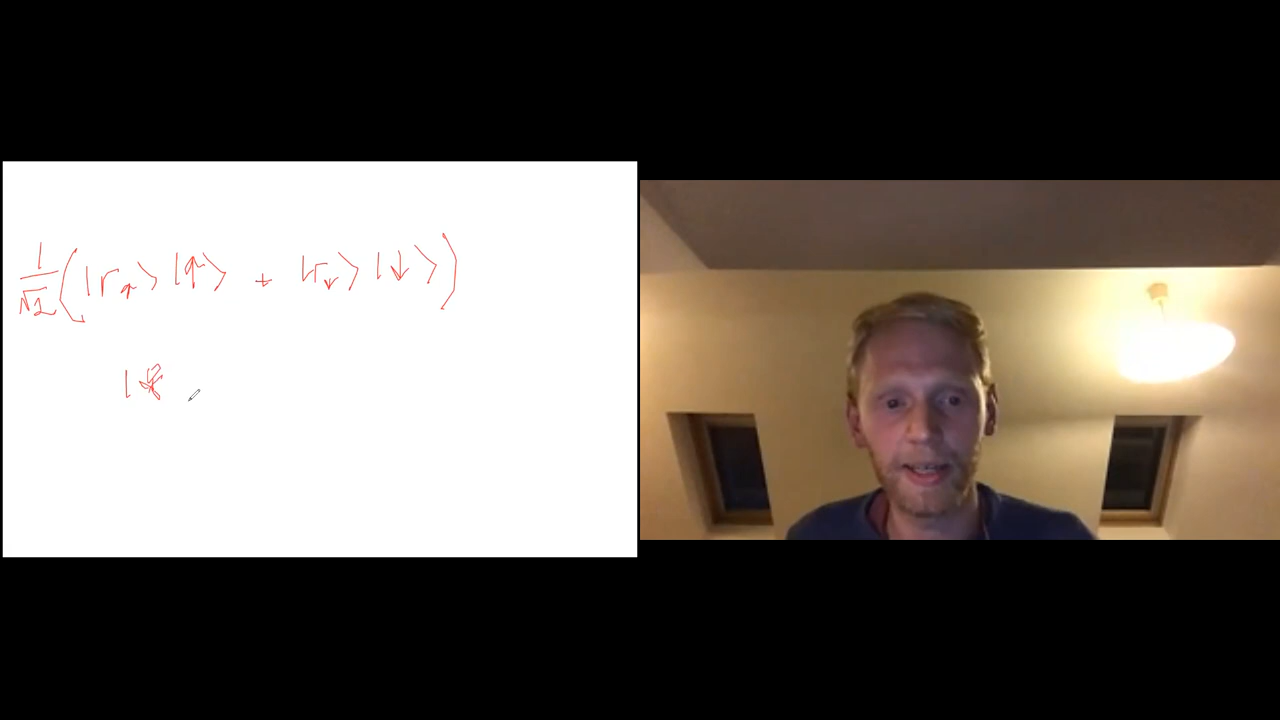 1/√2 ( |r↑⟩ |↑⟩ + |r↓⟩ |↓⟩ )
|